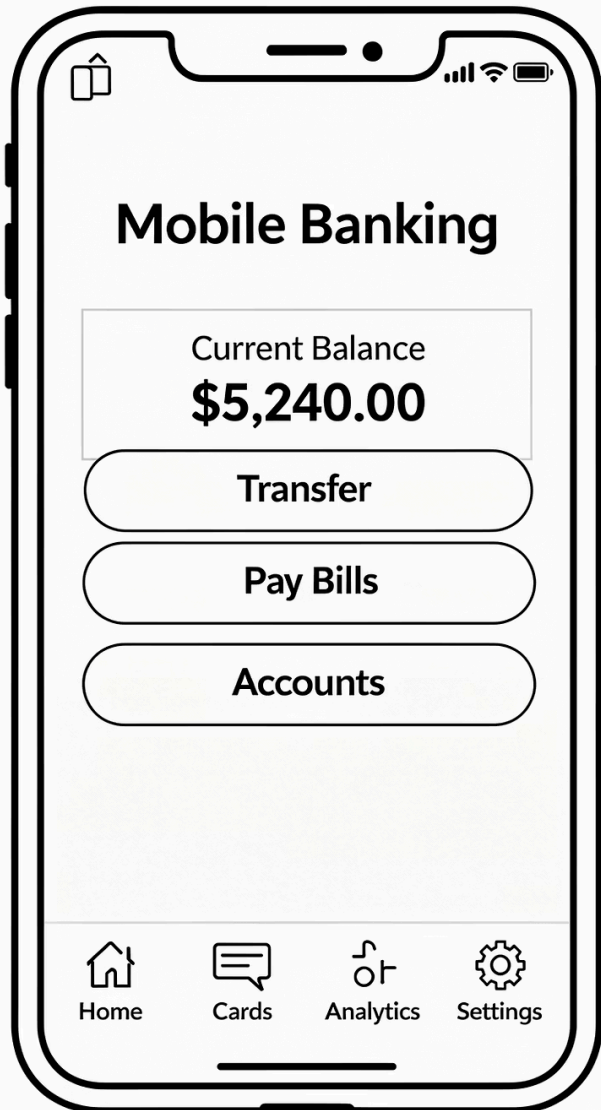 Mobile Banking
Current Balance
$5,240.00
Transfer
Pay Bills
Accounts
Home
Cards
Analytics
Settings